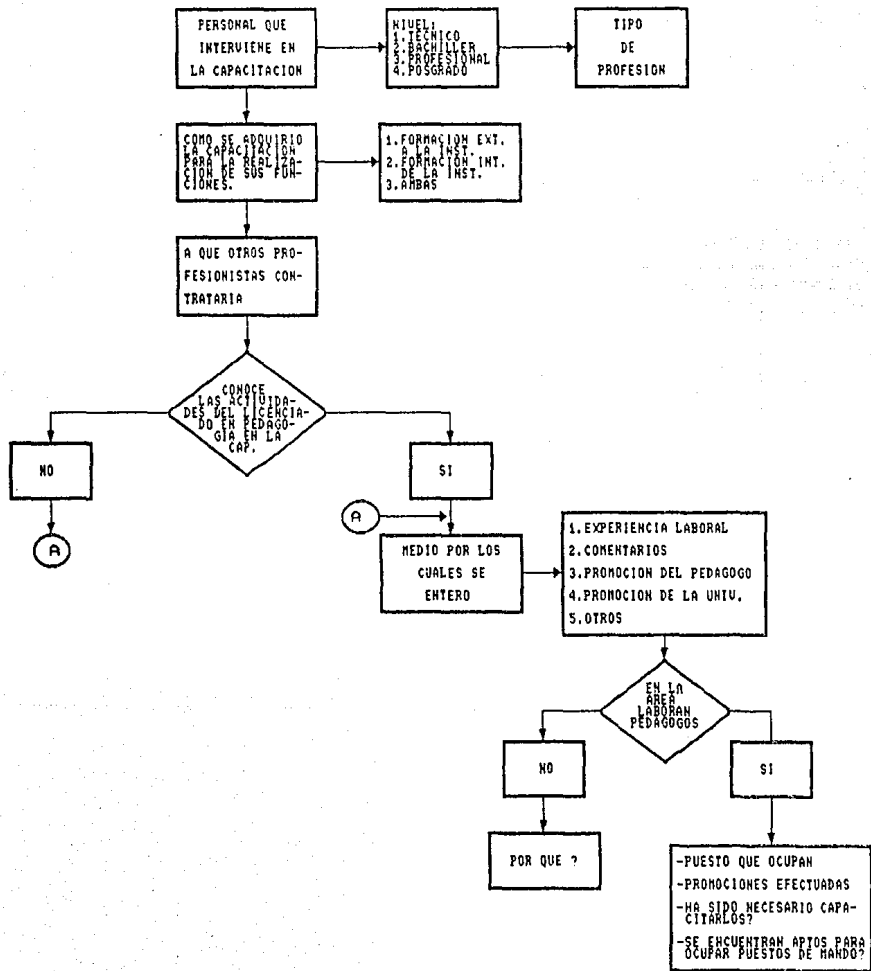 PERSONAL QUE
INTERVIENE EN
LA CAPACITACION
NIVEL:
1.TECNICO
2.BACHILLER
3.PROFESIONAL
4.POSGRADO
TIPO
DE
PROFESION
COMO SE ADQUIRIO
LA CAPACITACION
PARA LA REALIZA-
CION DE SUS FUN-
CIONES.
1.FORMACION EXT.
A LA INST.
2.FORMACION INT.
DE LA INST.
3.AMBAS
A QUE OTROS PRO-
FESIONISTAS CON-
TRATARIA
CONOCE
LAS ACTIVIDA-
DES DEL LICENCIA-
DO EN PEDAGO-
GIA EN LA
CAP.
NO
SI
A
A
MEDIO POR LOS
CUALES SE
ENTERO
1.EXPERIENCIA LABORAL
2.COMENTARIOS
3.PROMOCION DEL PEDAGOGO
4.PROMOCION DE LA UNIV.
5.OTROS
EN LA
AREA
LABORAN
PEDAGOGOS
NO
SI
POR QUE ?
-PUESTO QUE OCUPAN
-PROMOCIONES EFECTUADAS
-HA SIDO NECESARIO CAPA-
CITARLOS?
-SE ENCUENTRAN APTOS PARA
OCUPAR PUESTOS DE MANDO?